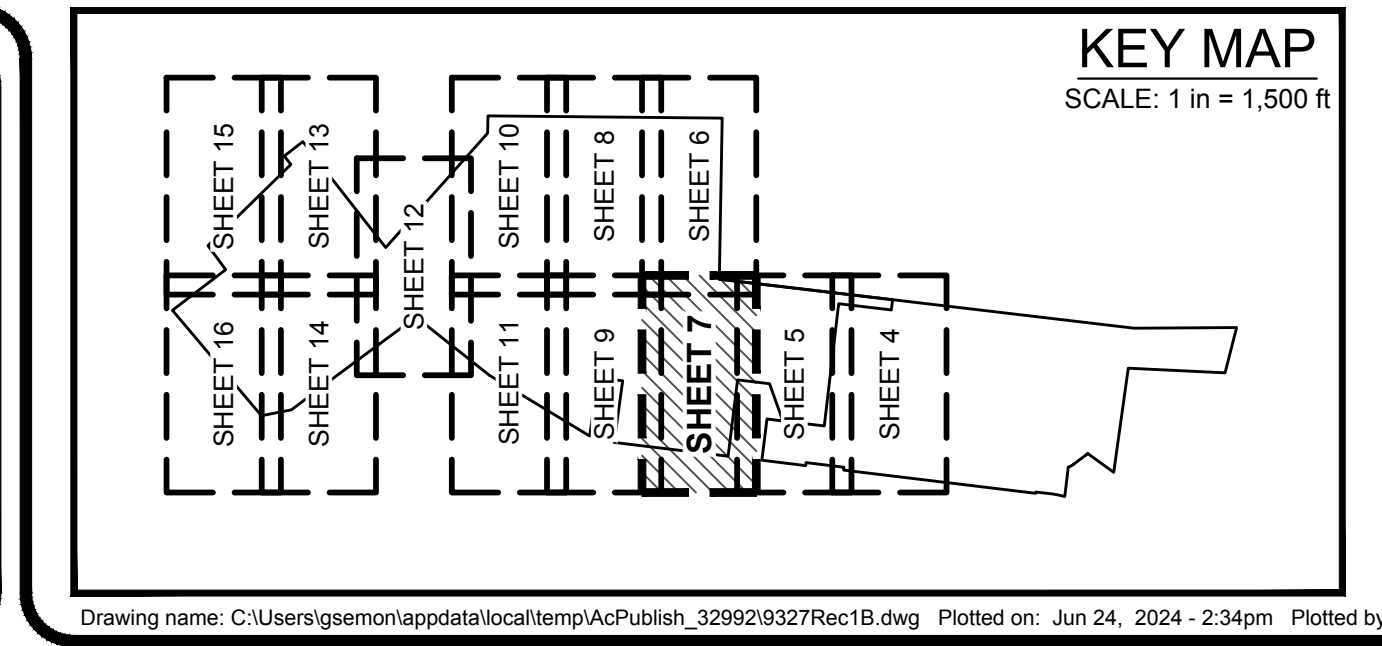 KEY MAP
SCALE: 1 in = 1,500 ft
SHEET 15
SHEET 13
SHEET 12
SHEET 10
SHEET 8
SHEET 6
SHEET 16
SHEET 14
SHEET 11
SHEET 9
SHEET 7
SHEET 5
SHEET 4
Drawing name: C:\Users\gsemon\appdata\local\temp\AcPublish_32992\9327Rec1B.dwg Plotted on: Jun 24, 2024 - 2:34pm Plotted by